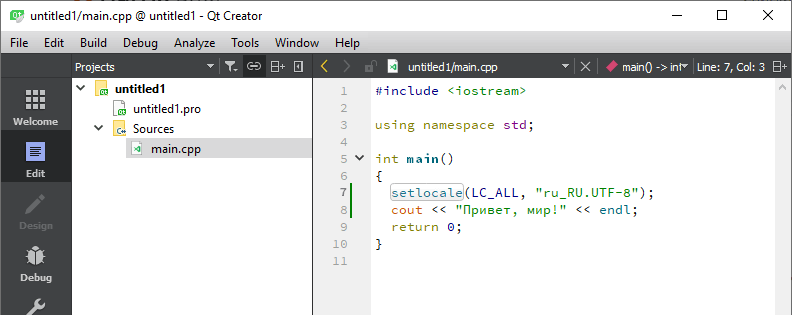 untitled1/main.cpp @ untitled1 - Qt Creator
File Edit Build Debug Analyze Tools Window Help
Projects
untitled1/main.cpp
main() -> int
Line: 7, Col: 3
Welcome
Edit
Design
Debug
untitled1
untitled1.pro
Sources
main.cpp
1 #include <iostream>
2
3 using namespace std;
4
5 int main()
6 {
7 setlocale(LC_ALL, "ru_RU.UTF-8");
8 cout << "Привет, мир!" << endl;
9 return 0;
10 }
11